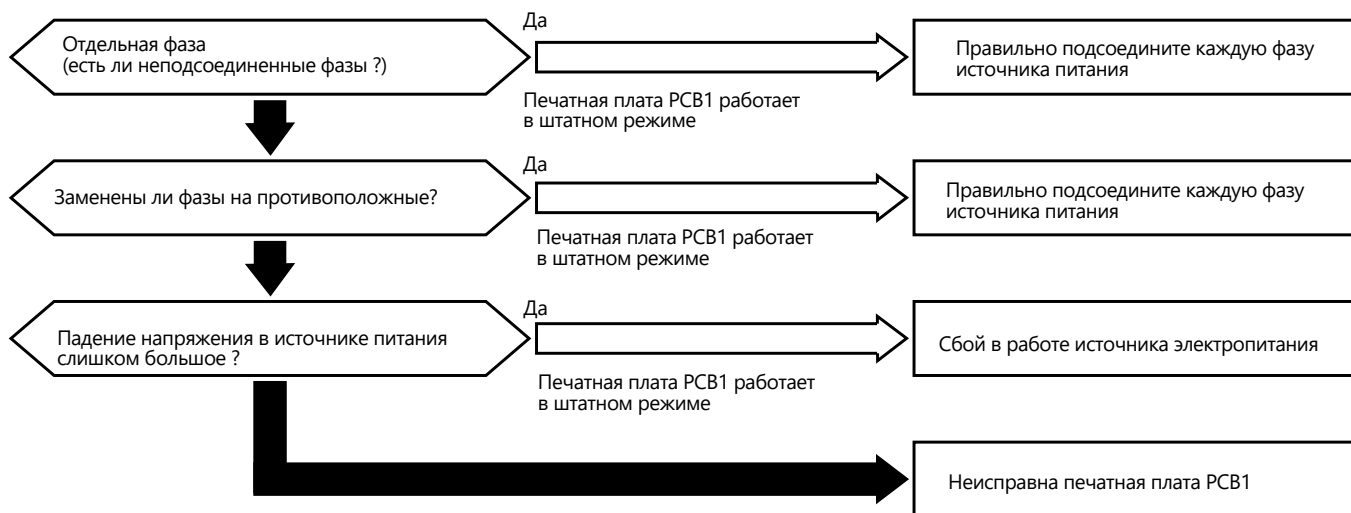 Да
Отдельная фаза
(есть ли неподсоединенные фазы ?)
Правильно подсоедините каждую фазу
источника питания
Печатная плата PCB1 работает
в штатном режиме
Да
Заменены ли фазы на противоположные?
Правильно подсоедините каждую фазу
источника питания
Печатная плата PCB1 работает
в штатном режиме
Да
Падение напряжения в источнике питания
слишком большое ?
Сбой в работе источника электропитания
Печатная плата PCB1 работает
в штатном режиме
Неисправна печатная плата PCB1